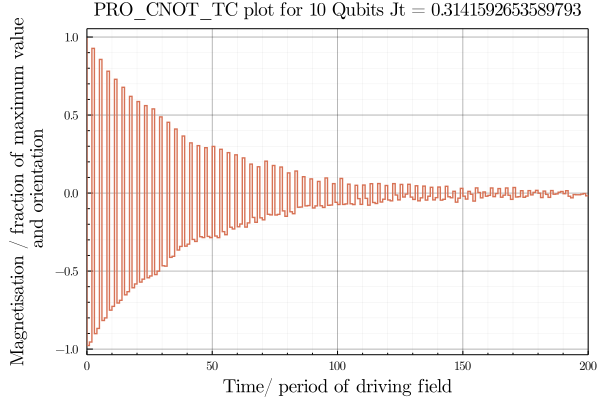 PRO_CNOT_TC plot for 10 Qubits Jt = 0.3141592653589793
Magnetisation / fraction of maximum value
and orientation
1.0
0.5
0.0
−0.5
−1.0
0
50
100
150
200
Time/ period of driving field